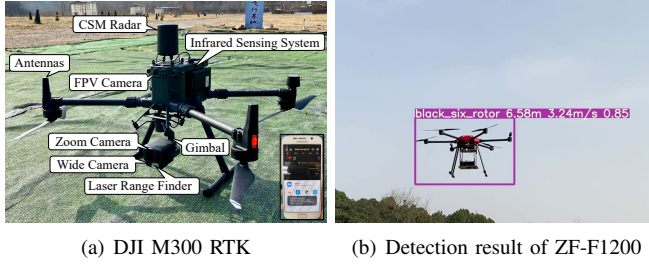 CSM Radar
Infrared Sensing System
Antennas
FPV Camera
Zoom Camera
Gimbal
Wide Camera
Laser Range Finder
black_six_rotor 6.58m 3.24m/s 0.85
(a) DJI M300 RTK
(b) Detection result of ZF-F1200